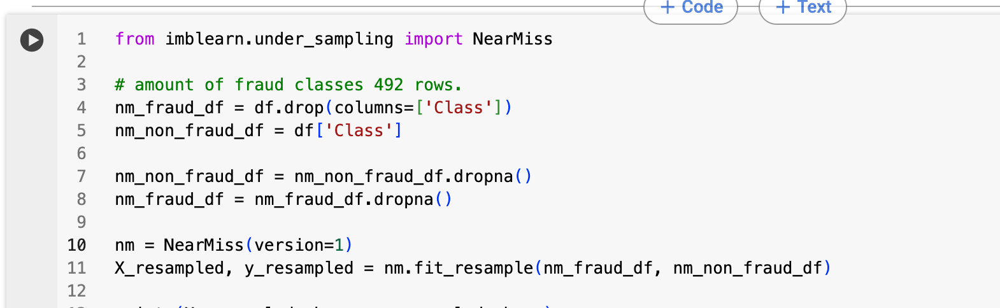 + Code + Text
1 from imblearn.under_sampling import NearMiss
2
3 # amount of fraud classes 492 rows.
4 nm_fraud_df = df.drop(columns=['Class'])
5 nm_non_fraud_df = df['Class']
6
7 nm_non_fraud_df = nm_non_fraud_df.dropna()
8 nm_fraud_df = nm_fraud_df.dropna()
9
10 nm = NearMiss(version=1)
11 X_resampled, y_resampled = nm.fit_resample(nm_fraud_df, nm_non_fraud_df)
12